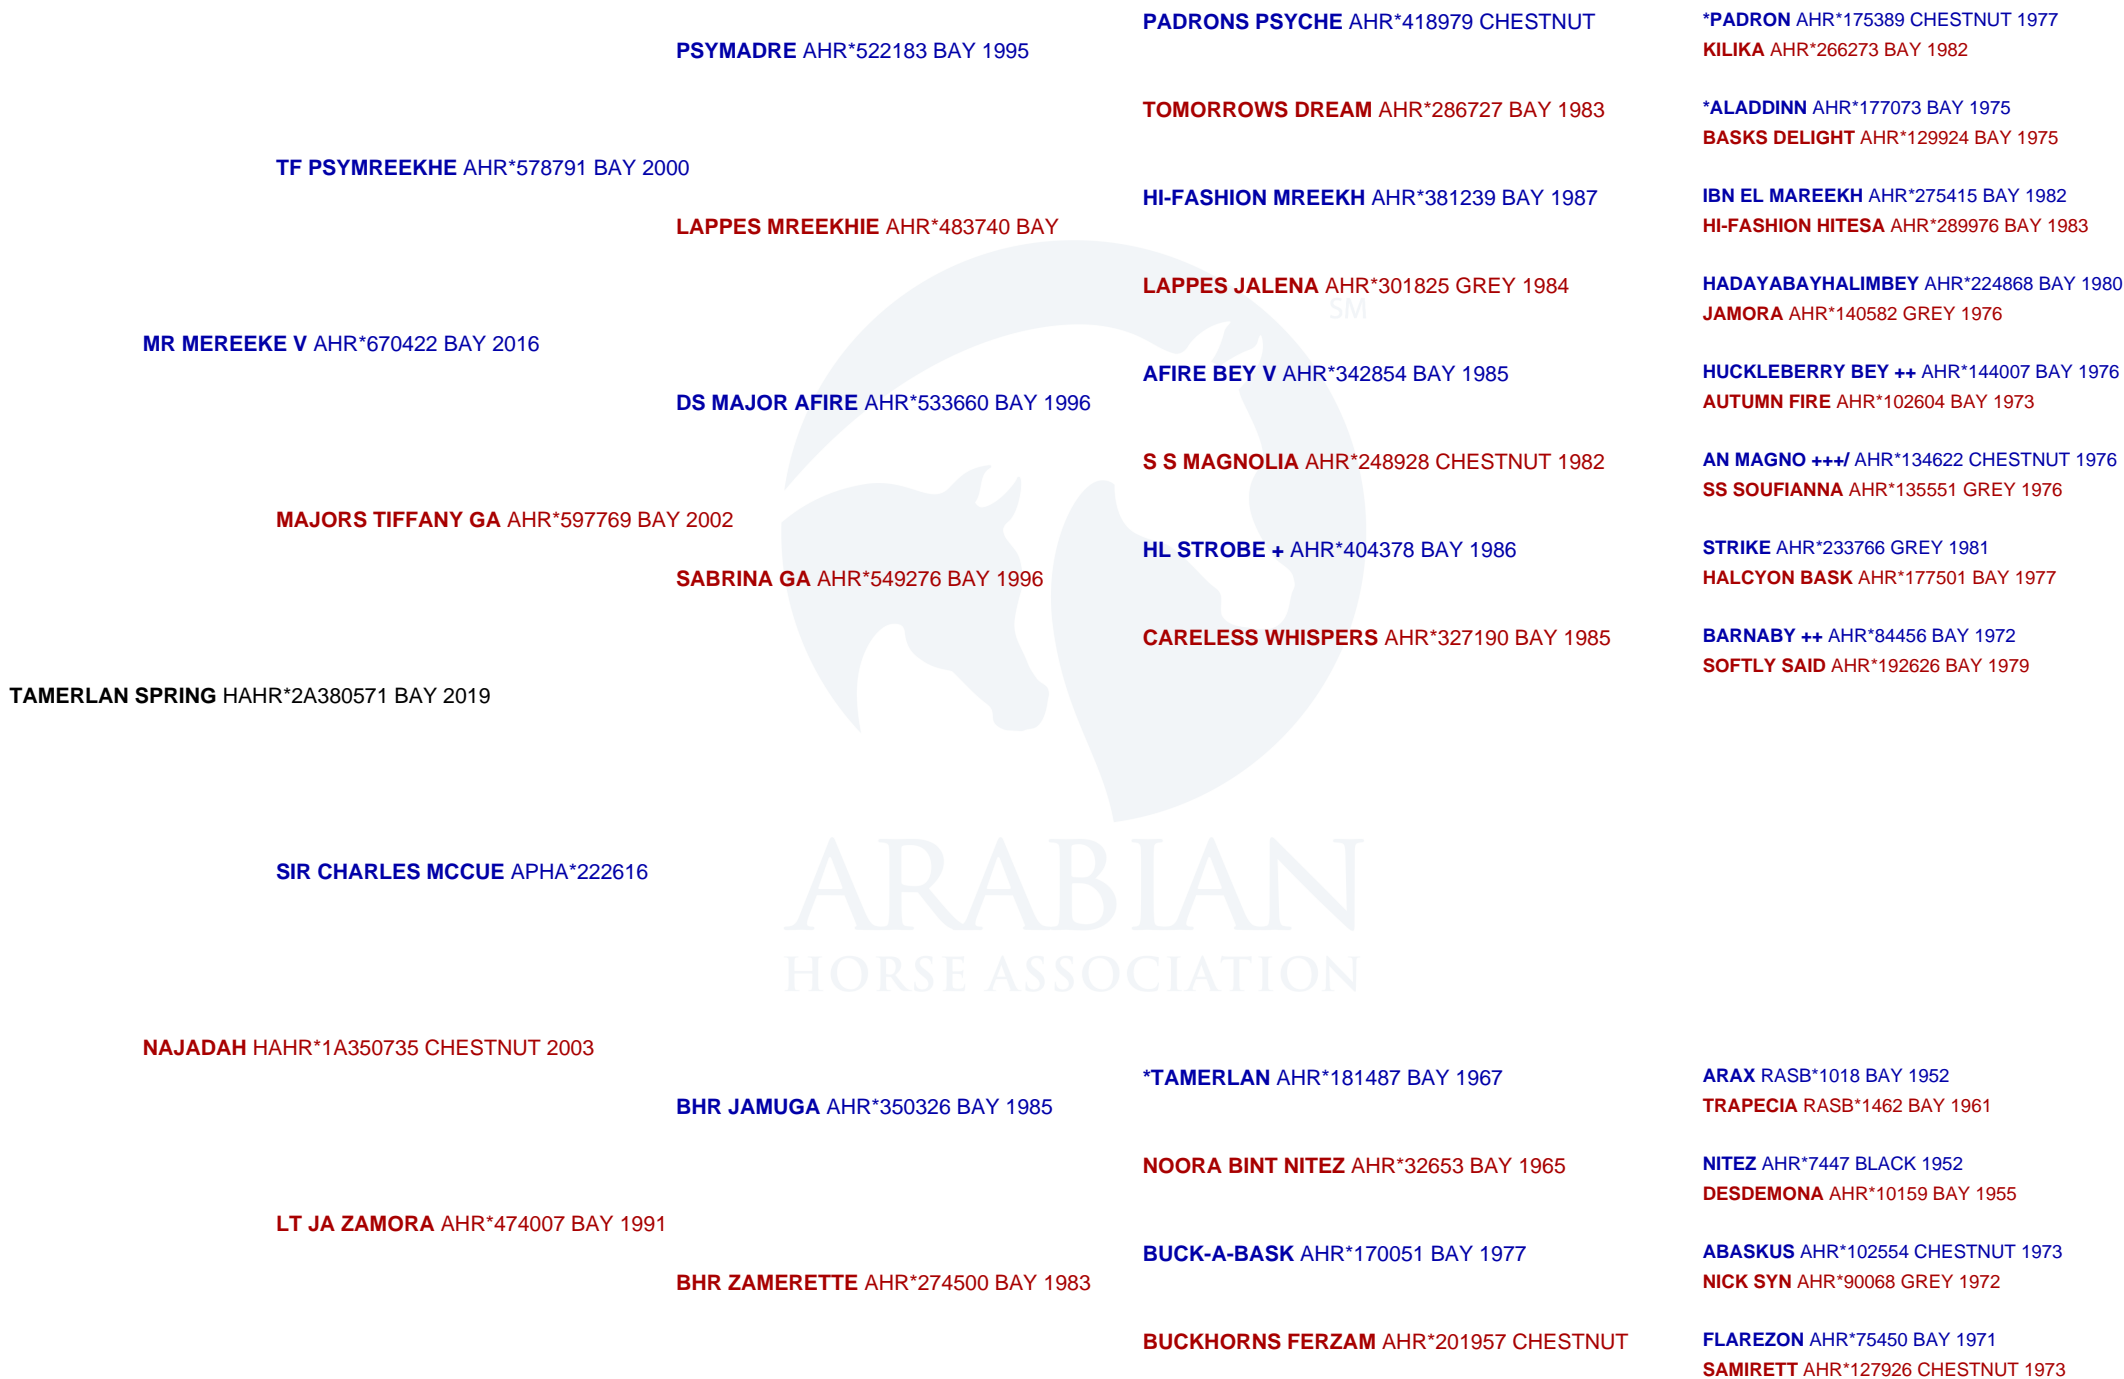 PADRONS PSYCHE AHR*418979 CHESTNUT
*PADRON AHR*175389 CHESTNUT 1977
PSYMADRE AHR*522183 BAY 1995
KILIKA AHR*266273 BAY 1982
TOMORROWS DREAM AHR*286727 BAY 1983
*ALADDINN AHR*177073 BAY 1975
BASKS DELIGHT AHR*129924 BAY 1975
TF PSYMREEKHE AHR*578791 BAY 2000
HI-FASHION MREEKH AHR*381239 BAY 1987
IBN EL MAREEKH AHR*275415 BAY 1982
LAPPES MREEKHIE AHR*483740 BAY
HI-FASHION HITESA AHR*289976 BAY 1983
LAPPES JALENA AHR*301825 GREY 1984
HADAYABAYHALIMBEY AHR*224868 BAY 1980
SM
JAMORA AHR*140582 GREY 1976
MR MEREEKE V AHR*670422 BAY 2016
AFIRE BEY V AHR*342854 BAY 1985
HUCKLEBERRY BEY ++ AHR*144007 BAY 1976
DS MAJOR AFIRE AHR*533660 BAY 1996
AUTUMN FIRE AHR*102604 BAY 1973
S S MAGNOLIA AHR*248928 CHESTNUT 1982
AN MAGNO +++/ AHR*134622 CHESTNUT 1976
SS SOUFIANNA AHR*135551 GREY 1976
MAJORS TIFFANY GA AHR*597769 BAY 2002
HL STROBE + AHR*404378 BAY 1986
STRIKE AHR*233766 GREY 1981
SABRINA GA AHR*549276 BAY 1996
HALCYON BASK AHR*177501 BAY 1977
CARELESS WHISPERS AHR*327190 BAY 1985
BARNABY ++ AHR*84456 BAY 1972
SOFTLY SAID AHR*192626 BAY 1979
TAMERLAN SPRING HAHR*2A380571 BAY 2019
SIR CHARLES MCCUE APHA*222616
ARABIAN
HORSE ASSOCIATION
NAJADAH HAHR*1A350735 CHESTNUT 2003
*TAMERLAN AHR*181487 BAY 1967
ARAX RASB*1018 BAY 1952
BHR JAMUGA AHR*350326 BAY 1985
TRAPECIA RASB*1462 BAY 1961
NOORA BINT NITEZ AHR*32653 BAY 1965
NITEZ AHR*7447 BLACK 1952
DESDEMONA AHR*10159 BAY 1955
LT JA ZAMORA AHR*474007 BAY 1991
BUCK-A-BASK AHR*170051 BAY 1977
ABASKUS AHR*102554 CHESTNUT 1973
BHR ZAMERETTE AHR*274500 BAY 1983
NICK SYN AHR*90068 GREY 1972
BUCKHORNS FERZAM AHR*201957 CHESTNUT
FLAREZON AHR*75450 BAY 1971
SAMIRETT AHR*127926 CHESTNUT 1973